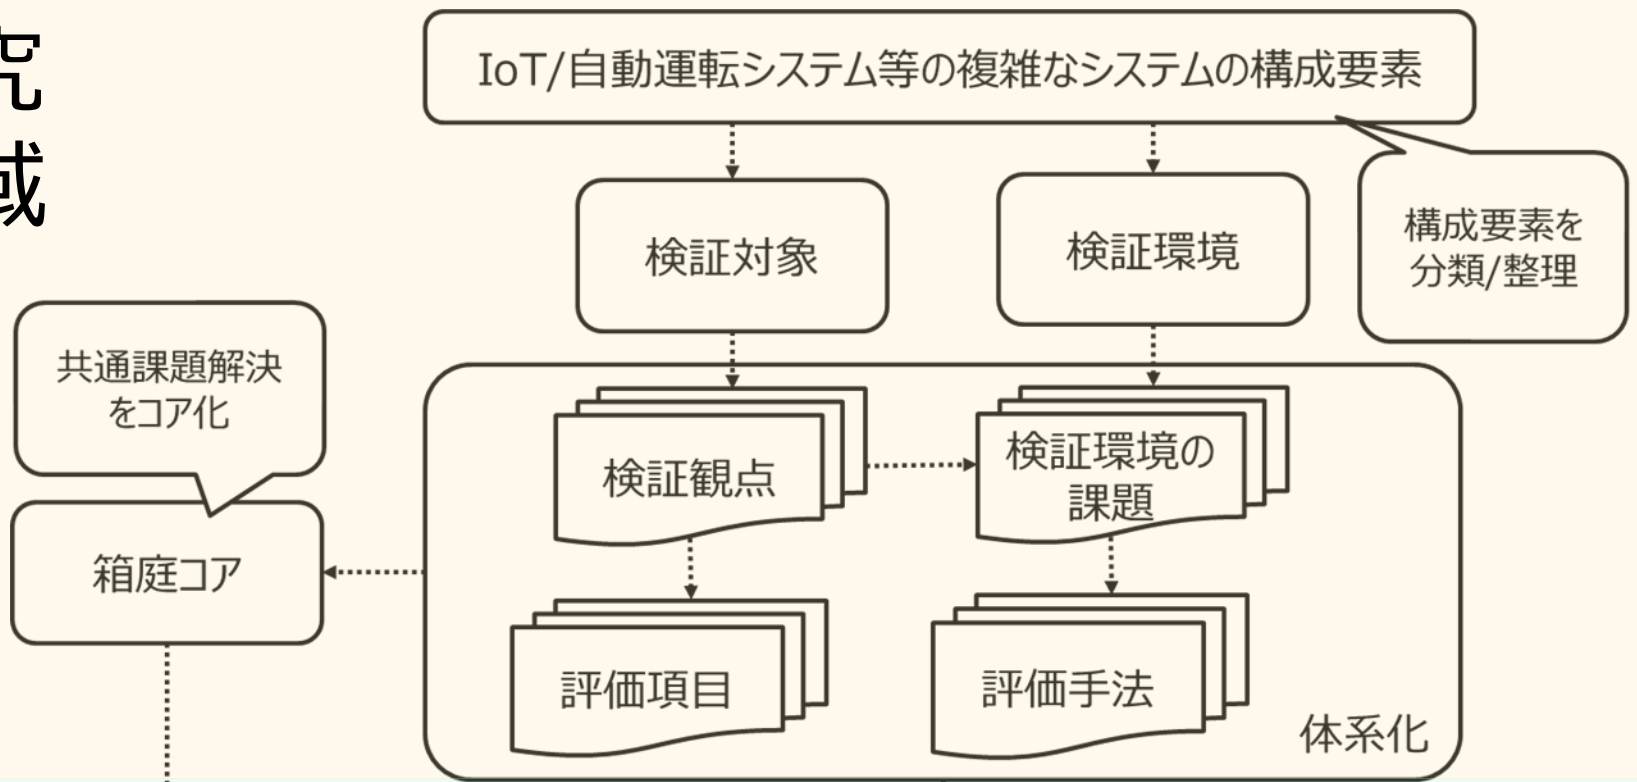 究
域
IoT/自動運転システム等の複雑なシステムの構成要素
検証対象
検証環境
構成要素を
分類/整理
共通課題解決
をコア化
検証観点
検証環境の
課題
箱庭コア
評価項目
評価手法
体系化